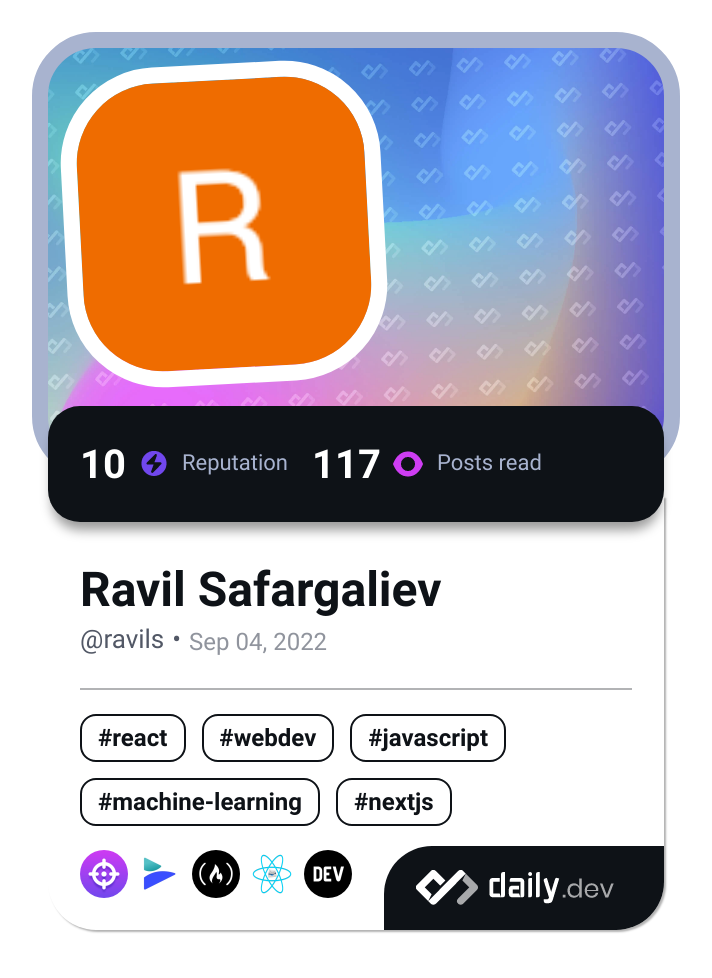 R
10 Reputation 117 Posts read
Ravil Safargaliev
@ravils • Sep 04, 2022
#react #webdev #javascript
#machine-learning #nextjs
DEV daily.dev